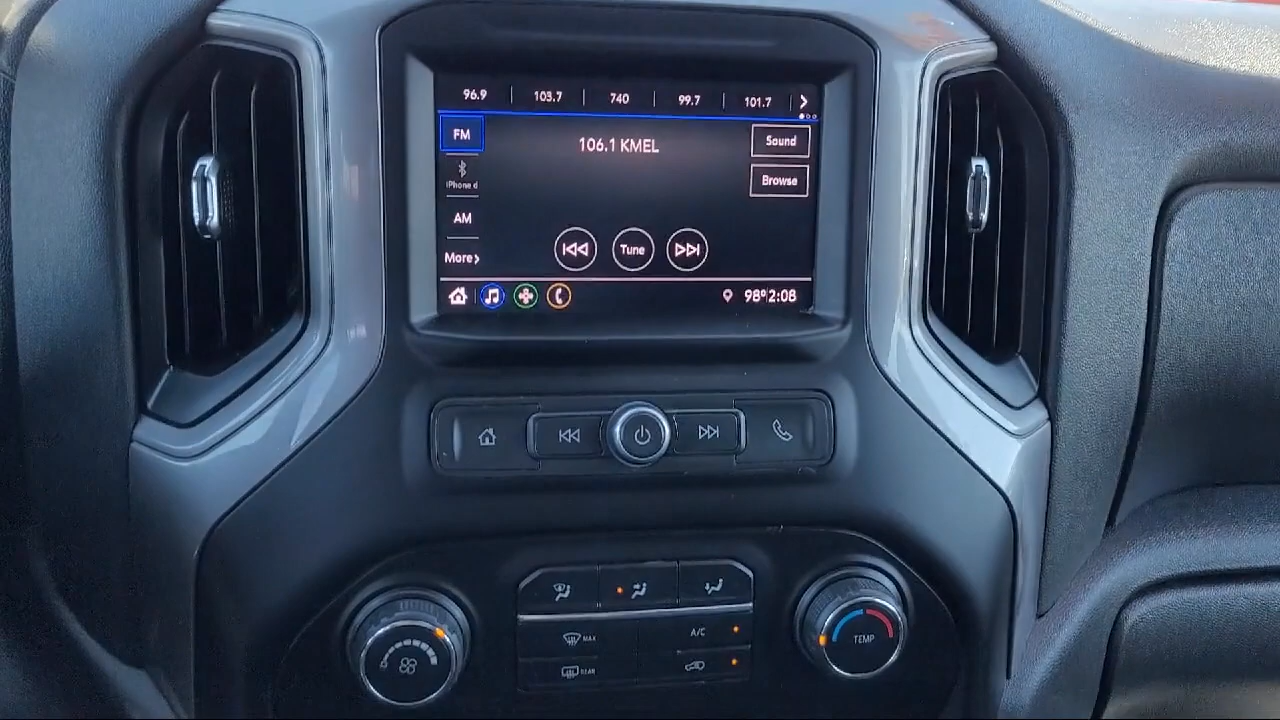 96.9 103.7 740 99.7 101.7
FM
106.1 KMEL
Sound
iPhone d
Browse
AM
Tune
More
98° 2:08
MAX
A/C
REAR
TEMP